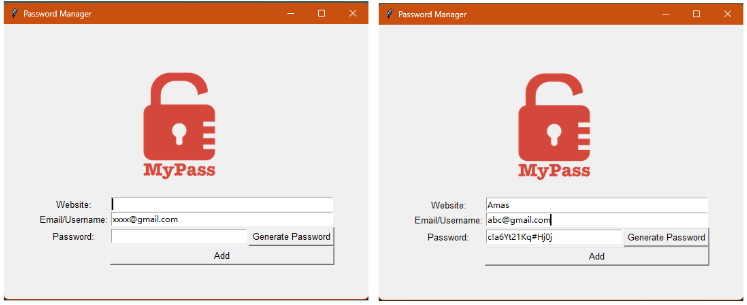 Password Manager
MyPass
Website:
Email/Username: xxxx@gmail.com
Password: Generate Password
Add
Password Manager
MyPass
Website: Amas
Email/Username: abc@gmail.com
Password: c!a6Yt21Kq#Hj0j Generate Password
Add